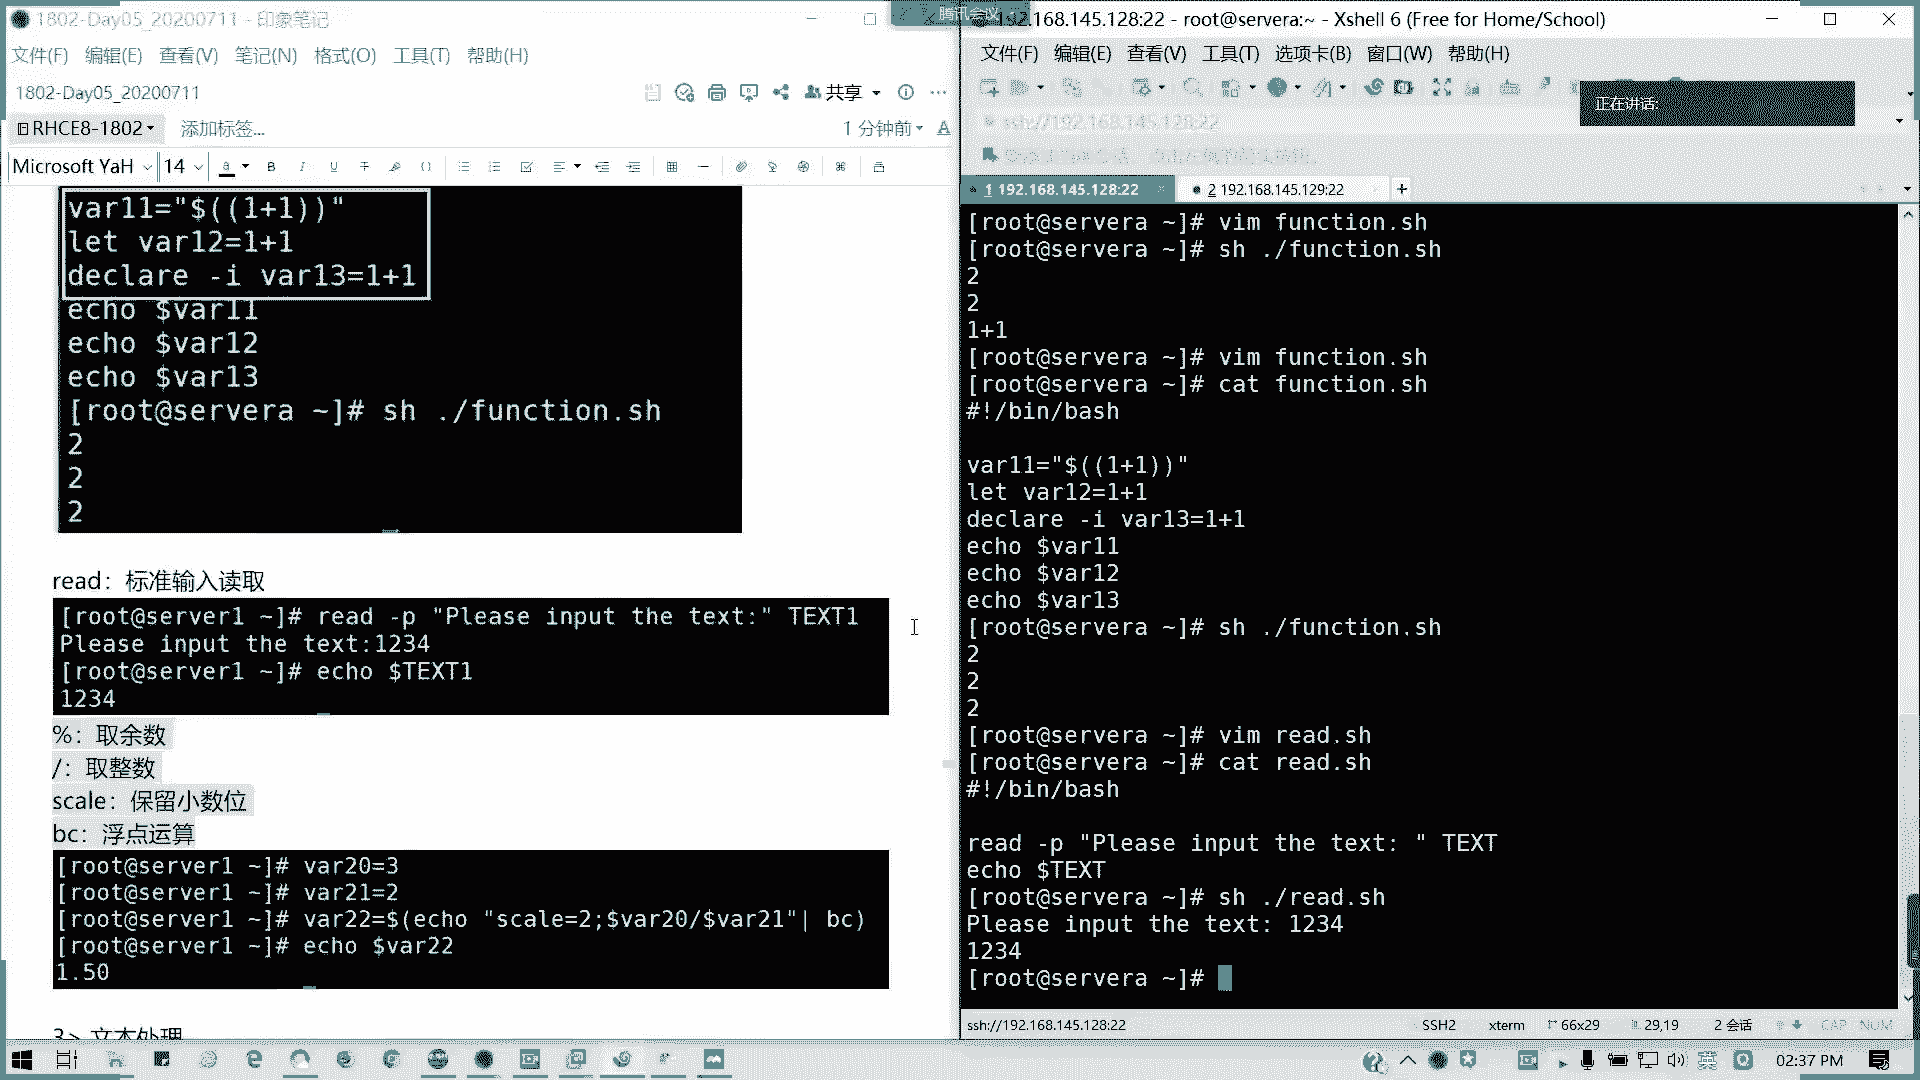 1802-Day05_20200711 - 印象笔记
文件(F) 编辑(E) 查看(V) 笔记(N) 格式(O) 工具(T) 帮助(H)
1802-Day05_20200711
共享
RHCE8-1802
添加标签...
1 分钟前
Microsoft YaH 14
var11="$((1+1))"
let var12=1+1
declare -i var13=1+1
echo $var11
echo $var12
echo $var13
[root@servera ~]# sh ./function.sh
2
2
2
read：标准输入读取
[root@server1 ~]# read -p "Please input the text:" TEXT1
Please input the text:1234
[root@server1 ~]# echo $TEXT1
1234
%：取余数
/：取整数
scale：保留小数位
bc：浮点运算
[root@server1 ~]# var20=3
[root@server1 ~]# var21=2
[root@server1 ~]# var22=$(echo "scale=2;$var20/$var21"| bc)
[root@server1 ~]# echo $var22
1.50
3> 文本处理
腾讯会议
192.168.145.128:22 - root@servera:~ - Xshell 6 (Free for Home/School)
文件(F) 编辑(E) 查看(V) 工具(T) 选项卡(B) 窗口(W) 帮助(H)
正在讲话:
ssh://192.168.145.128:22
1 192.168.145.128:22
2 192.168.145.129:22
[root@servera ~]# vim function.sh
[root@servera ~]# sh ./function.sh
2
2
1+1
[root@servera ~]# vim function.sh
[root@servera ~]# cat function.sh
#!/bin/bash
var11="$((1+1))"
let var12=1+1
declare -i var13=1+1
echo $var11
echo $var12
echo $var13
[root@servera ~]# sh ./function.sh
2
2
2
[root@servera ~]# vim read.sh
[root@servera ~]# cat read.sh
#!/bin/bash
read -p "Please input the text: " TEXT
echo $TEXT
[root@servera ~]# sh ./read.sh
Please input the text: 1234
1234
[root@servera ~]#
ssh://192.168.145.128:22 SSH2 xterm 66x29 29,19 2 会话 CAP NUM
英 02:37 PM